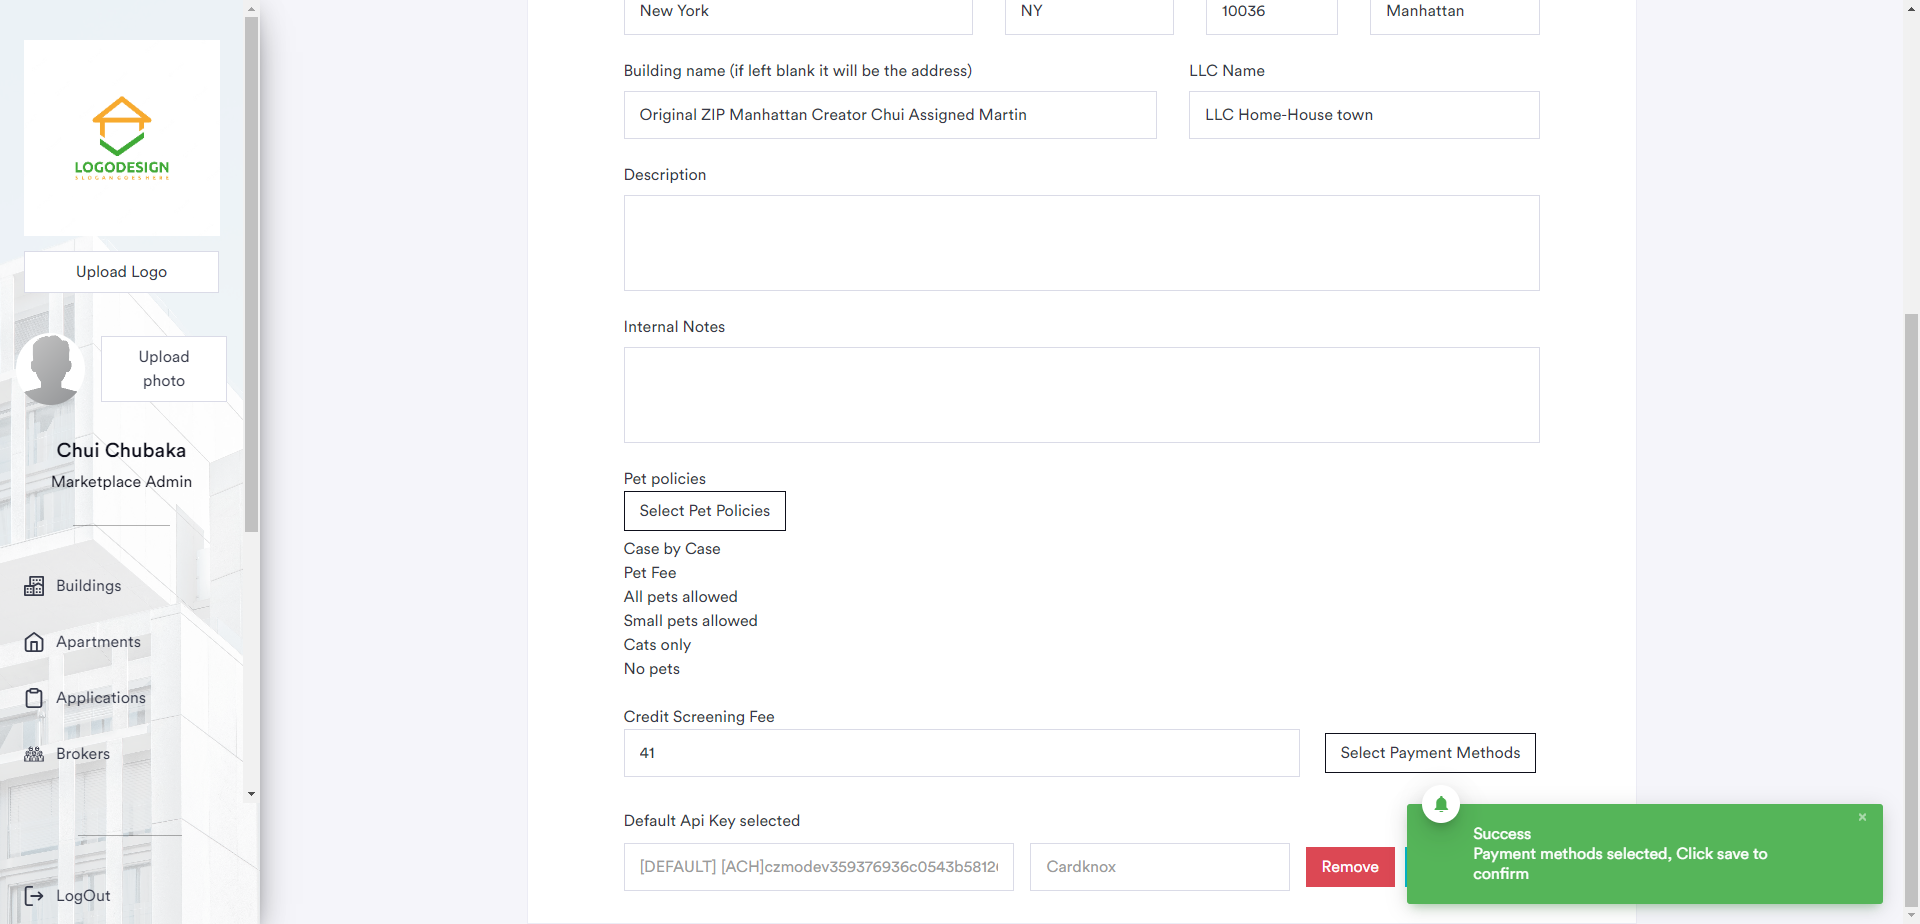 New York
NY
10036
Manhattan
Building name (if left blank it will be the address)
LLC Name
Original ZIP Manhattan Creator Chui Assigned Martin
LLC Home-House town
LOGODESIGN
SLOGANGOESHERE
Description
Upload Logo
Internal Notes
Upload
photo
Chui Chubaka
Marketplace Admin
Pet policies
Select Pet Policies
Case by Case
Pet Fee
All pets allowed
Small pets allowed
Cats only
No pets
Buildings
Apartments
Applications
Brokers
LogOut
Credit Screening Fee
41
Select Payment Methods
Default Api Key selected
[DEFAULT] [ACH]czmodev359376936c0543b5812
Cardknox
Remove
Success
Payment methods selected, Click save to
confirm